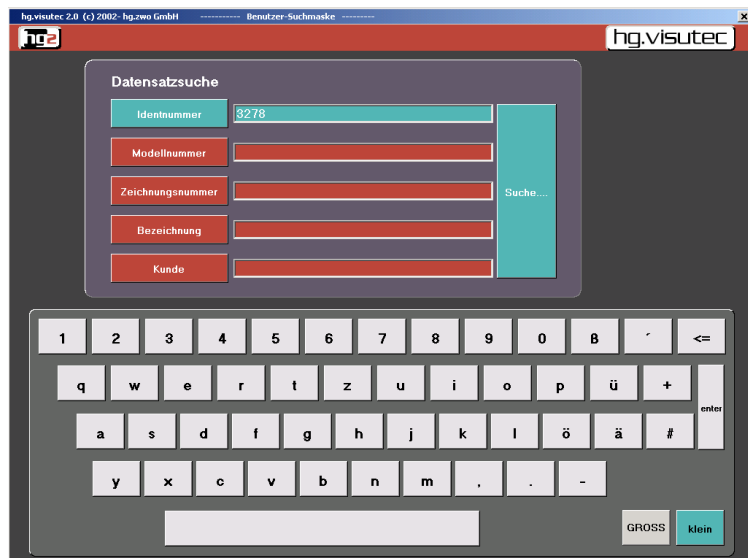 hg.visutec 2.0 (c) 2002- hg.zwo GmbH ----------- Benutzer-Suchmaske ---------
hg2 hg.visutec
Datensatzsuche
Identnummer 3278
Modellnummer
Zeichnungsnummer Suche....
Bezeichnung
Kunde
1 2 3 4 5 6 7 8 9 0 ß ´ <=
q w e r t z u i o p ü +
enter
a s d f g h j k l ö ä #
y x c v b n m , . -
GROSS klein